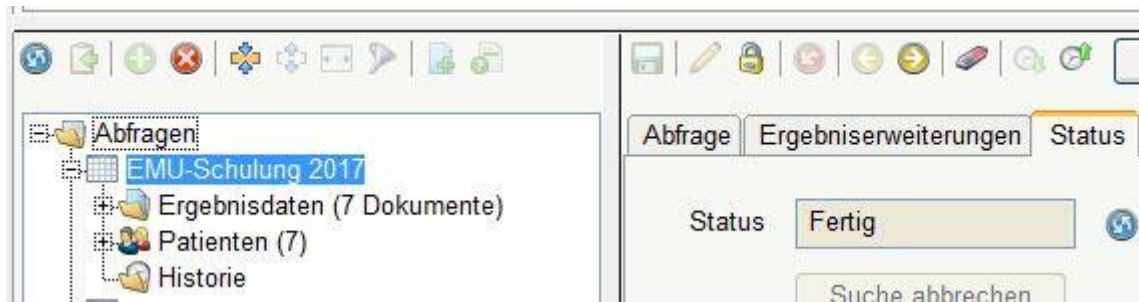 Abfragen
EMU-Schulung 2017
Ergebnisdaten (7 Dokumente)
Patienten (7)
Historie
Abfrage Ergebniserweiterungen Status
Status Fertig
Suche abbrechen